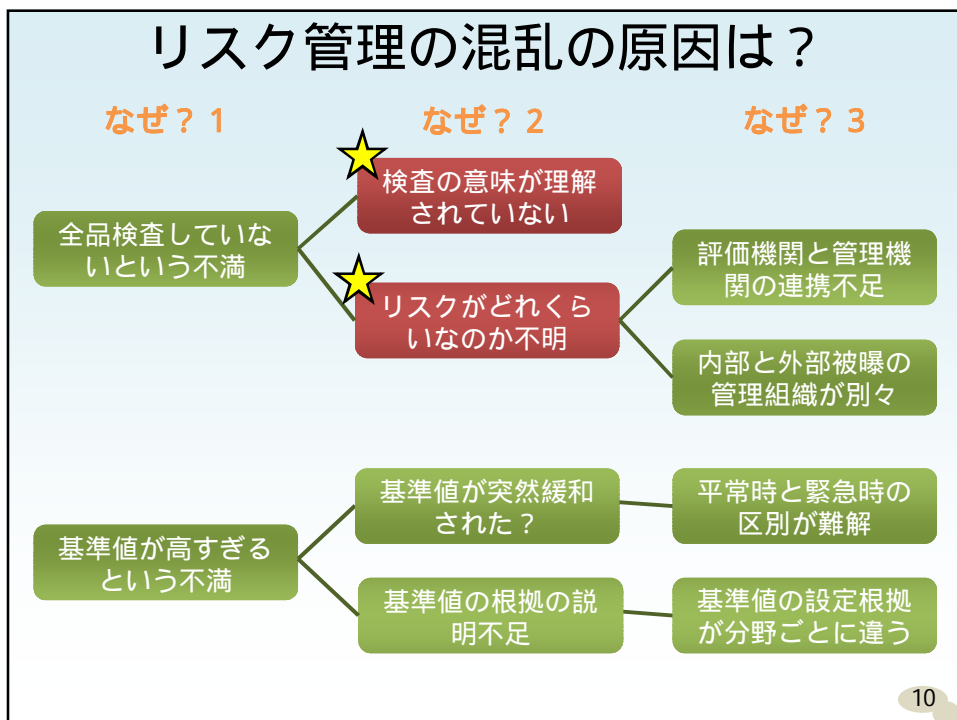 リスク管理の混乱の原因は？
なぜ？１
なぜ？２
なぜ？３
全品検査していな
いという不満
検査の意味が理解
されていない
リスクがどれくら
いなのか不明
評価機関と管理機
関の連携不足
内部と外部被曝の
管理組織が別々
基準値が高すぎる
という不満
基準値が突然緩和
された？
平常時と緊急時の
区別が難解
基準値の根拠の説
明不足
基準値の設定根拠
が分野ごとに違う
10